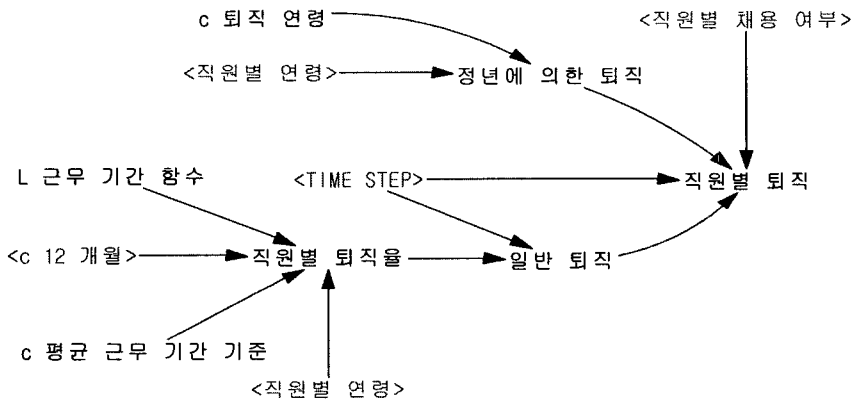 c 퇴직 연령
<직원별 채용 여부>
<직원별 연령>
정년에 의한 퇴직
L 근무 기간 함수
<TIME STEP>
직원별 퇴직
<c 12 개월>
직원별 퇴직율
일반 퇴직
c 평균 근무 기간 기준
<직원별 연령>